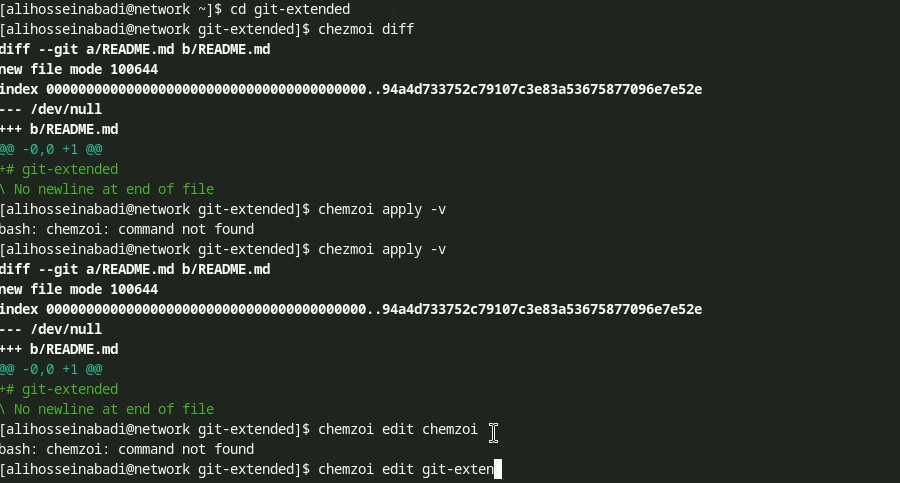 [alihosseinabadi@network ~]$ cd git-extended
[alihosseinabadi@network git-extended]$ chezmoi diff
diff --git a/README.md b/README.md
new file mode 100644
index 0000000000000000000000000000000000000000..94a4d733752c79107c3e83a53675877096e7e52e
--- /dev/null
+++ b/README.md
@@ -0,0 +1 @@
+# git-extended
\ No newline at end of file
[alihosseinabadi@network git-extended]$ chemzoi apply -v
bash: chemzoi: command not found
[alihosseinabadi@network git-extended]$ chezmoi apply -v
diff --git a/README.md b/README.md
new file mode 100644
index 0000000000000000000000000000000000000000..94a4d733752c79107c3e83a53675877096e7e52e
--- /dev/null
+++ b/README.md
@@ -0,0 +1 @@
+# git-extended
\ No newline at end of file
[alihosseinabadi@network git-extended]$ chemzoi edit chemzoi
bash: chemzoi: command not found
[alihosseinabadi@network git-extended]$ chemzoi edit git-exten